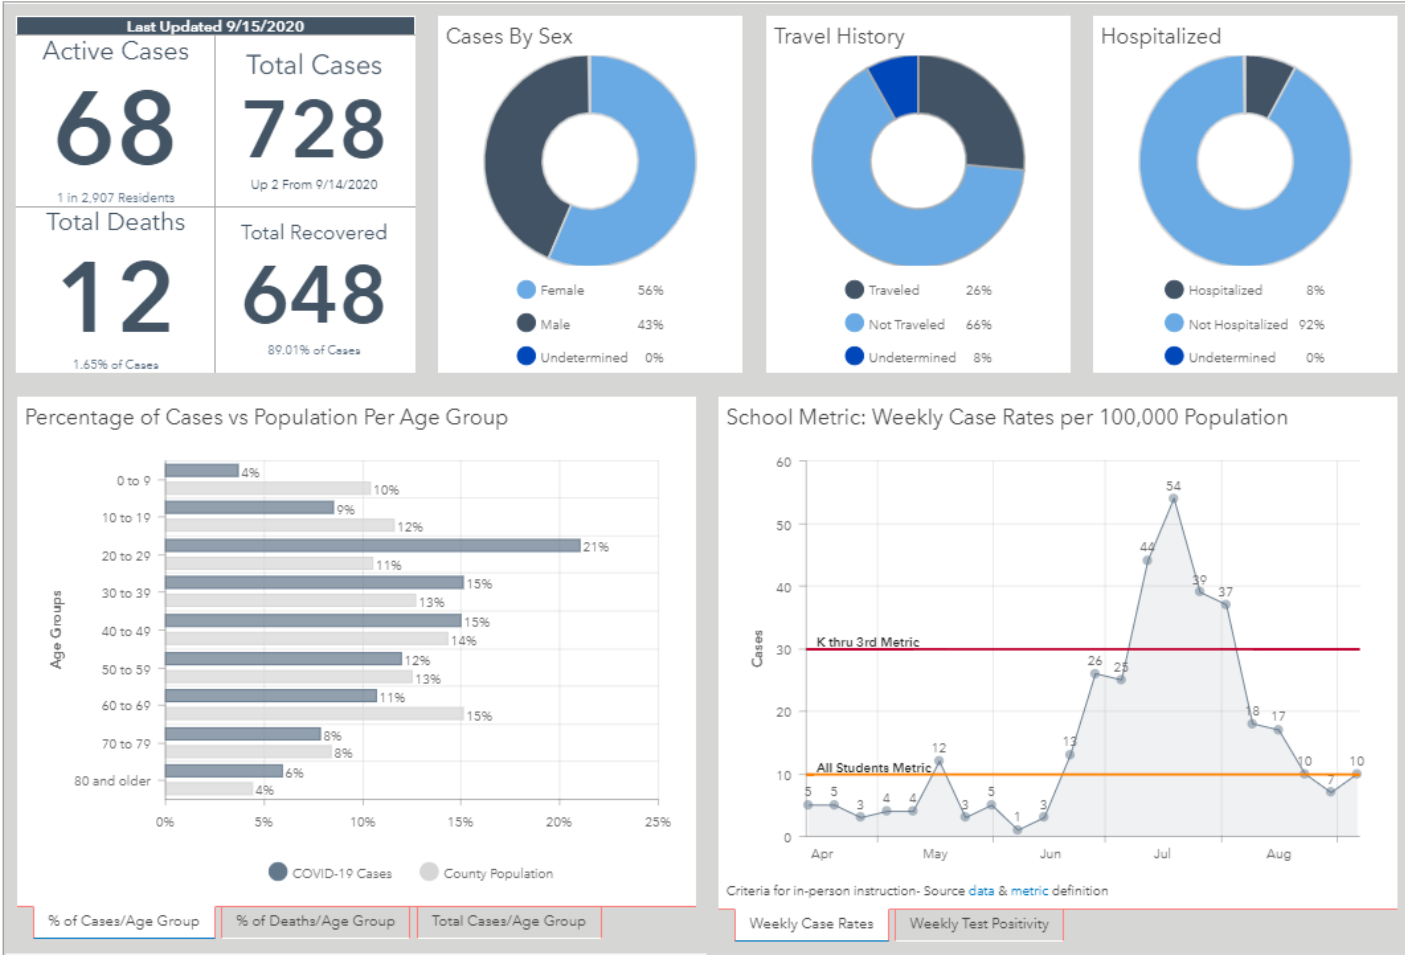 Last Updated 9/15/2020
Active Cases
68
1 in 2,907 Residents
Total Cases
728
Up 2 From 9/14/2020
Total Deaths
12
1.65% of Cases
Total Recovered
648
89.01% of Cases
Cases By Sex
Female 56%
Male 43%
Undetermined 0%
Travel History
Traveled 26%
Not Traveled 66%
Undetermined 8%
Hospitalized
Hospitalized 8%
Not Hospitalized 92%
Undetermined 0%
Percentage of Cases vs Population Per Age Group
Age Groups
0 to 9
4%
10%
10 to 19
9%
12%
20 to 29
21%
11%
30 to 39
15%
13%
40 to 49
15%
14%
50 to 59
12%
13%
60 to 69
11%
15%
70 to 79
8%
8%
80 and older
6%
4%
0% 5% 10% 15% 20% 25%
COVID-19 Cases County Population
% of Cases/Age Group % of Deaths/Age Group Total Cases/Age Group
School Metric: Weekly Case Rates per 100,000 Population
Cases
60
50
40
30
20
10
0
K thru 3rd Metric
All Students Metric
5 5 3 4 4 12 3 5 1 3 13 26 25 44 54 39 37 18 17 10 7 10
Apr May Jun Jul Aug
Criteria for in-person instruction- Source data & metric definition
Weekly Case Rates Weekly Test Positivity